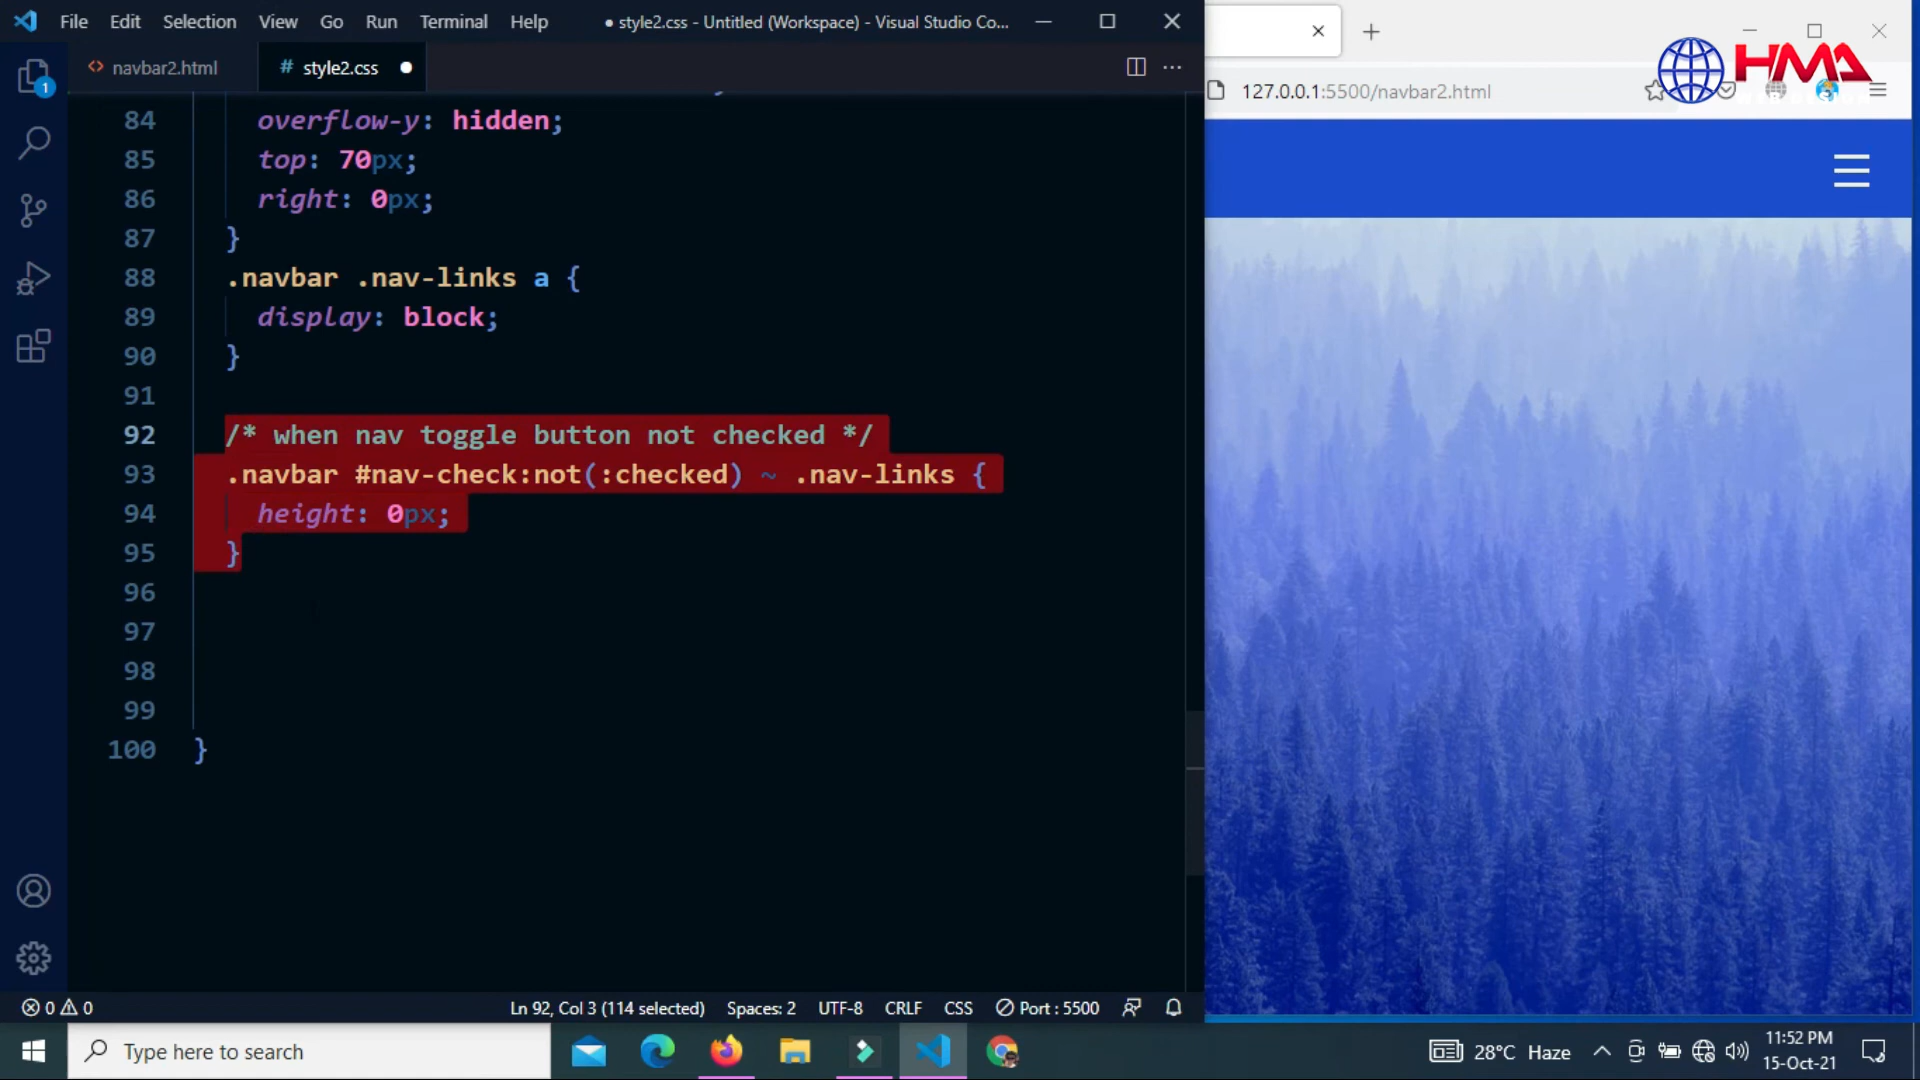 File Edit Selection View Go Run Terminal Help ● style2.css - Untitled (Workspace) - Visual Studio Co...
navbar2.html # style2.css ●
1
127.0.0.1:5500/navbar2.html
HMA
84 overflow-y: hidden;
85 top: 70px;
86 right: 0px;
87 }
88 .navbar .nav-links a {
89 display: block;
90 }
91
92 /* when nav toggle button not checked */
93 .navbar #nav-check:not(:checked) ~ .nav-links {
94 height: 0px;
95 }
96
97
98
99
100 }
0 0 Ln 92, Col 3 (114 selected) Spaces: 2 UTF-8 CRLF CSS Port : 5500
Type here to search
28°C Haze
11:52 PM
15-Oct-21